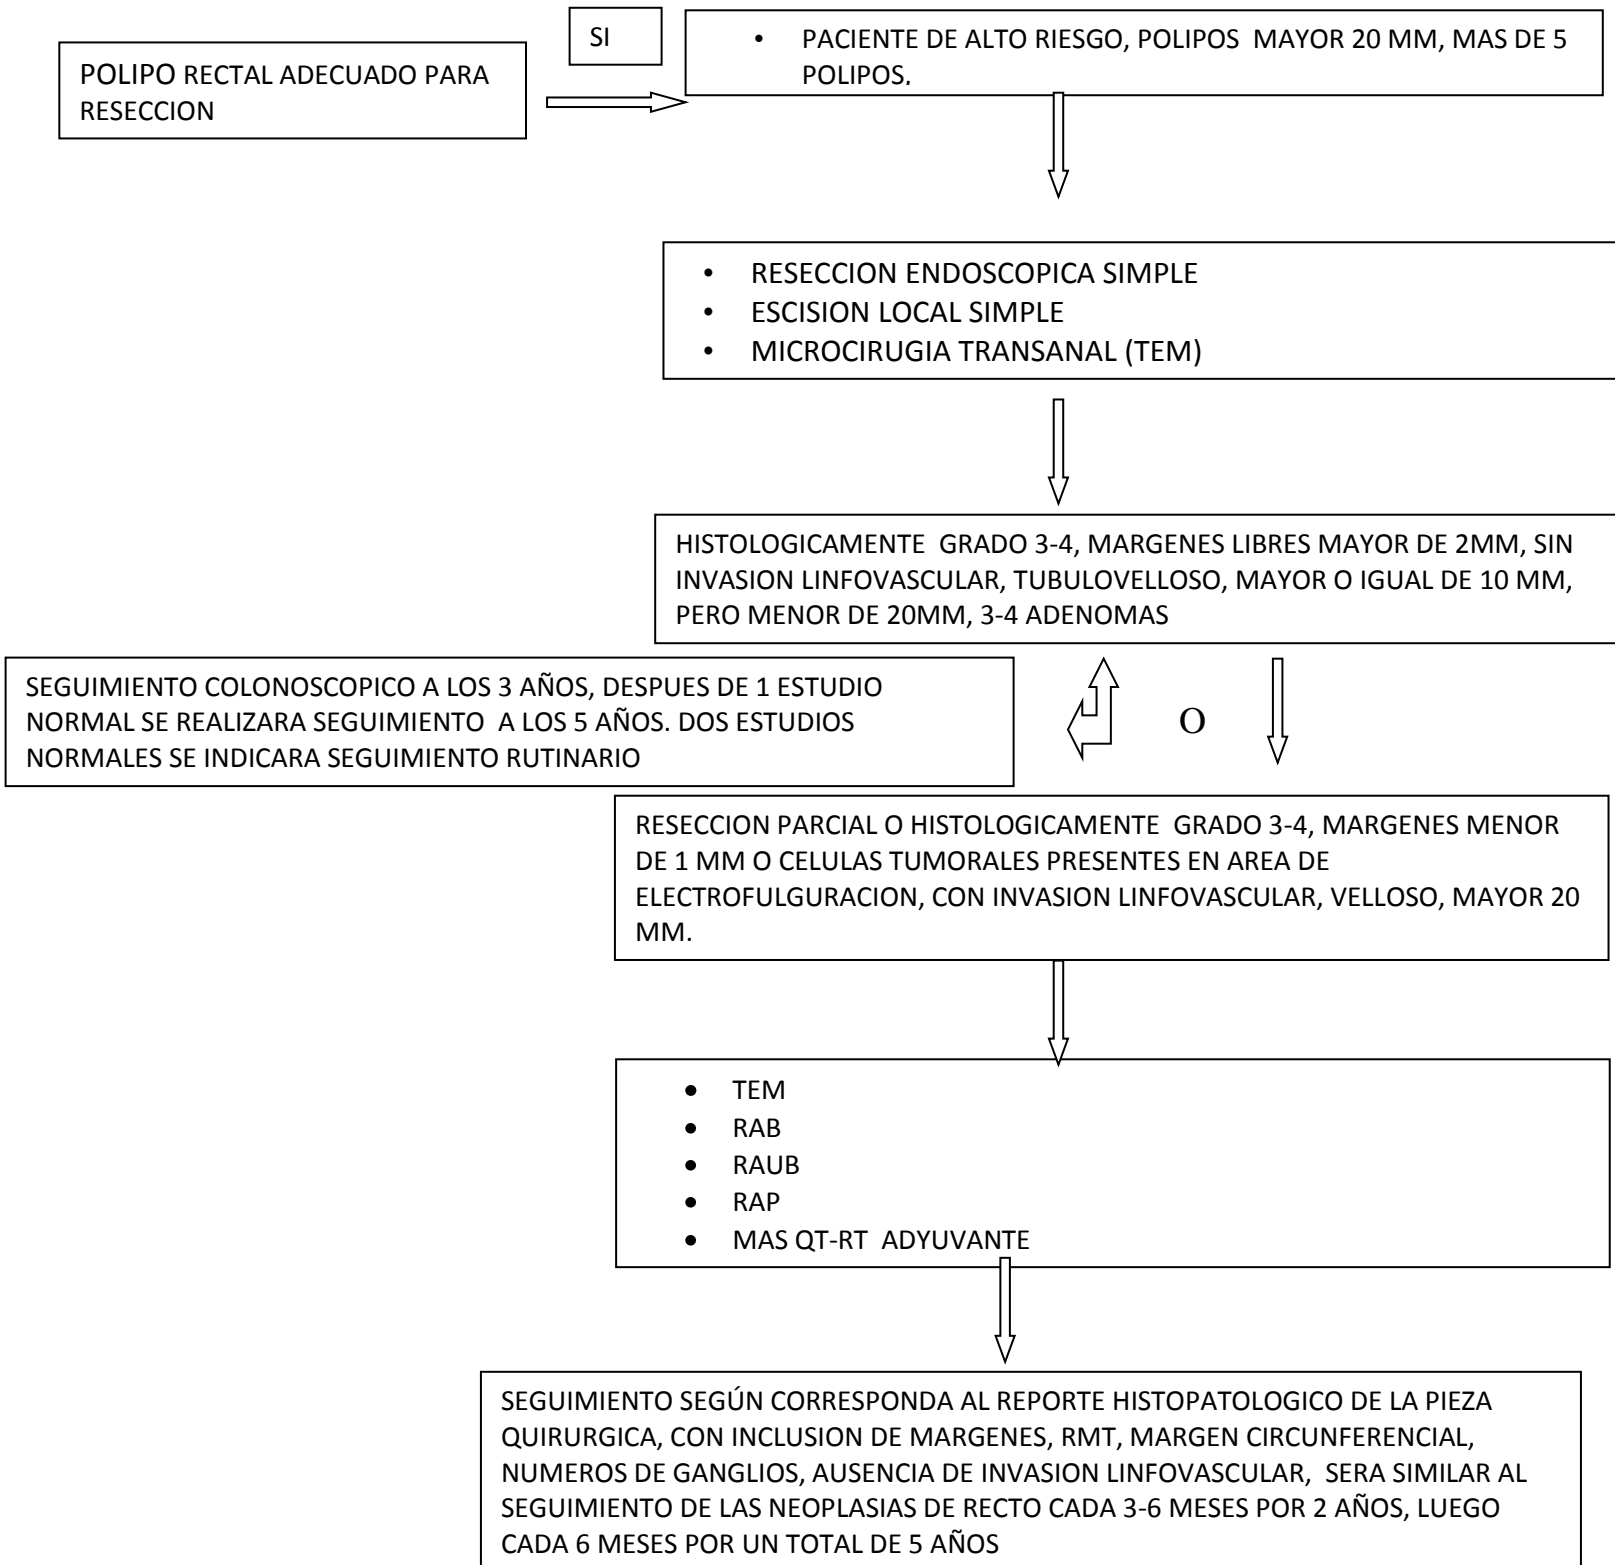 SI
• PACIENTE DE ALTO RIESGO, POLIPOS MAYOR 20 MM, MAS DE 5
POLIPOS.
POLIPO RECTAL ADECUADO PARA
RESECCION
• RESECCION ENDOSCOPICA SIMPLE
• ESCISION LOCAL SIMPLE
• MICROCIRUGIA TRANSANAL (TEM)
HISTOLOGICAMENTE GRADO 3-4, MARGENES LIBRES MAYOR DE 2MM, SIN
INVASION LINFOVASCULAR, TUBULOVELLOSO, MAYOR O IGUAL DE 10 MM,
PERO MENOR DE 20MM, 3-4 ADENOMAS
SEGUIMIENTO COLONOSCOPICO A LOS 3 AÑOS, DESPUES DE 1 ESTUDIO
NORMAL SE REALIZARA SEGUIMIENTO A LOS 5 AÑOS. DOS ESTUDIOS
NORMALES SE INDICARA SEGUIMIENTO RUTINARIO
O
RESECCION PARCIAL O HISTOLOGICAMENTE GRADO 3-4, MARGENES MENOR
DE 1 MM O CELULAS TUMORALES PRESENTES EN AREA DE
ELECTROFULGURACION, CON INVASION LINFOVASCULAR, VELLOSO, MAYOR 20
MM.
• TEM
• RAB
• RAUB
• RAP
• MAS QT-RT ADYUVANTE
SEGUIMIENTO SEGÚN CORRESPONDA AL REPORTE HISTOPATOLOGICO DE LA PIEZA
QUIRURGICA, CON INCLUSION DE MARGENES, RMT, MARGEN CIRCUNFERENCIAL,
NUMEROS DE GANGLIOS, AUSENCIA DE INVASION LINFOVASCULAR, SERA SIMILAR AL
SEGUIMIENTO DE LAS NEOPLASIAS DE RECTO CADA 3-6 MESES POR 2 AÑOS, LUEGO
CADA 6 MESES POR UN TOTAL DE 5 AÑOS